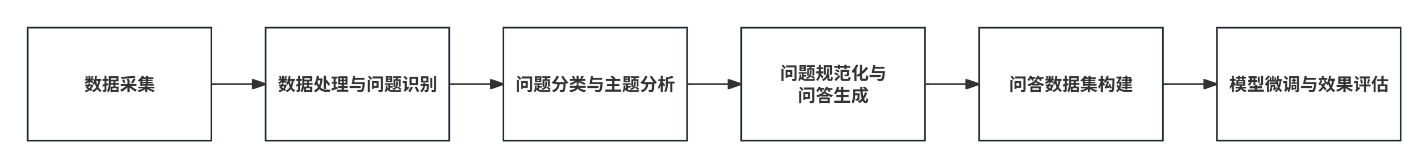 数据采集
数据处理与问题识别
问题分类与主题分析
问题规范化与
问答生成
问答数据集构建
模型微调与效果评估